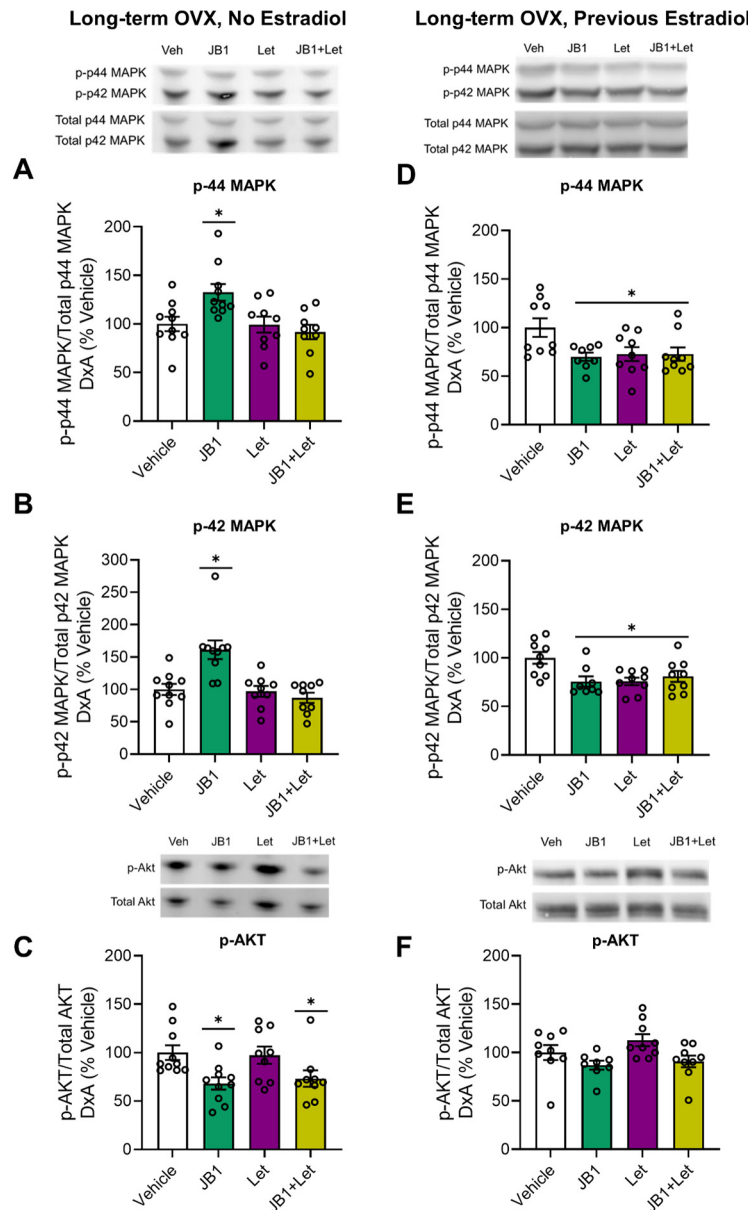 Long-term OVX, No Estradiol
Veh JB1 Let JB1+Let
p-p44 MAPK
p-p42 MAPK
Total p44 MAPK
Total p42 MAPK
A
p-44 MAPK
p-p44 MAPK/Total p44 MAPK
DxA (% Vehicle)
200
150
100
50
0
*
Vehicle
JB1
Let
JB1+Let
B
p-42 MAPK
p-p42 MAPK/Total p42 MAPK
DxA (% Vehicle)
300
250
200
150
100
50
0
*
Vehicle
JB1
Let
JB1+Let
Veh JB1 Let JB1+Let
p-Akt
Total Akt
C
p-AKT
p-AKT/Total AKT
DxA (% Vehicle)
200
150
100
50
0
*
*
Vehicle
JB1
Let
JB1+Let
Long-term OVX, Previous Estradiol
Veh JB1 Let JB1+Let
p-p44 MAPK
p-p42 MAPK
Total p44 MAPK
Total p42 MAPK
D
p-44 MAPK
p-p44 MAPK/Total p44 MAPK
DxA (% Vehicle)
200
150
100
50
0
*
Vehicle
JB1
Let
JB1+Let
E
p-42 MAPK
p-p42 MAPK/Total p42 MAPK
DxA (% Vehicle)
200
150
100
50
0
*
Vehicle
JB1
Let
JB1+Let
Veh JB1 Let JB1+Let
p-Akt
Total Akt
F
p-AKT
p-AKT/Total AKT
DxA (% Vehicle)
200
150
100
50
0
Vehicle
JB1
Let
JB1+Let